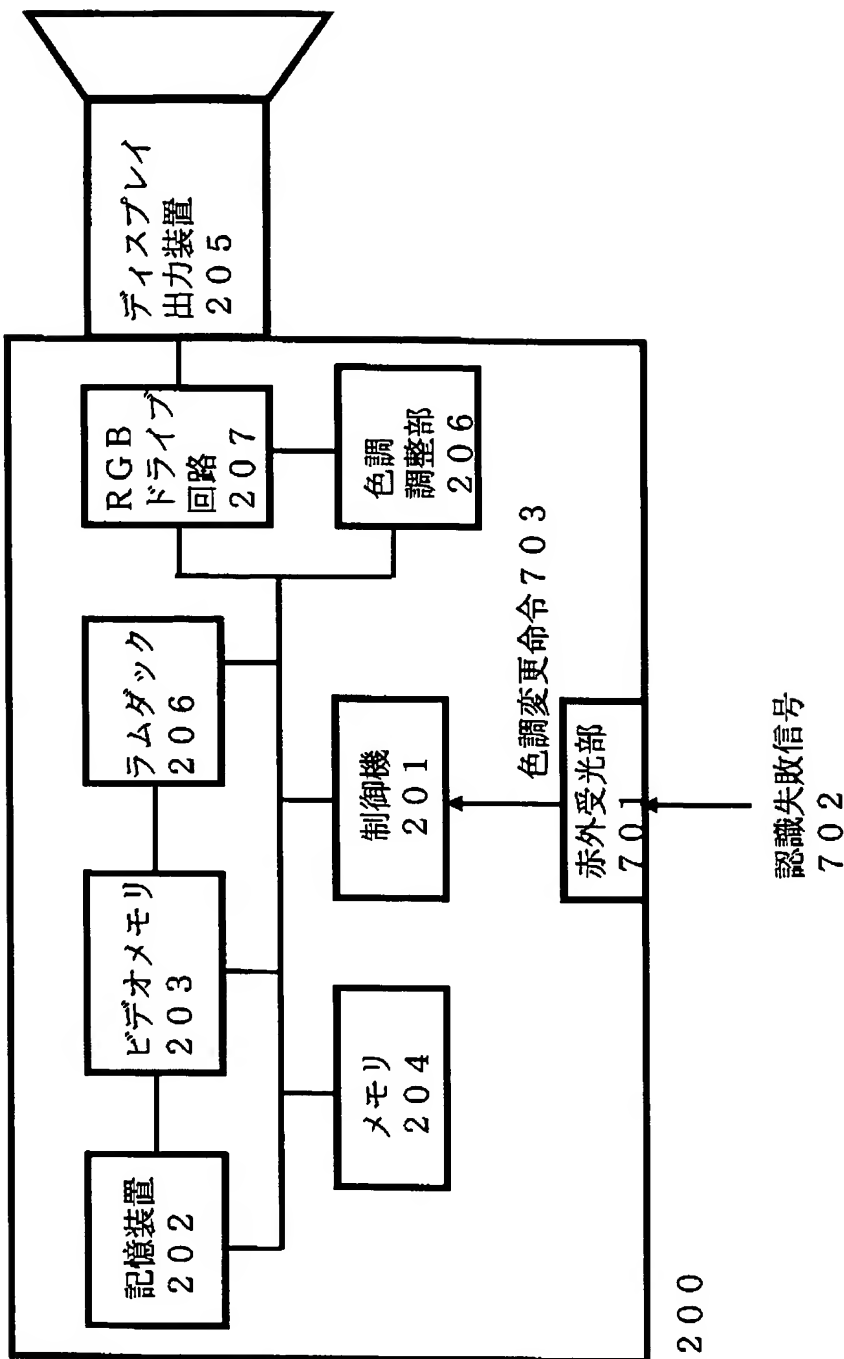 記憶装置
202
ビデオメモリ
203
ラムダック
206
RGB
ドライブ
回路
207
ディスプレイ
出力装置
205
メモリ
204
制御機
201
色調
調整部
206
色調変更命令703
赤外受光部
701
認識失敗信号
702
200